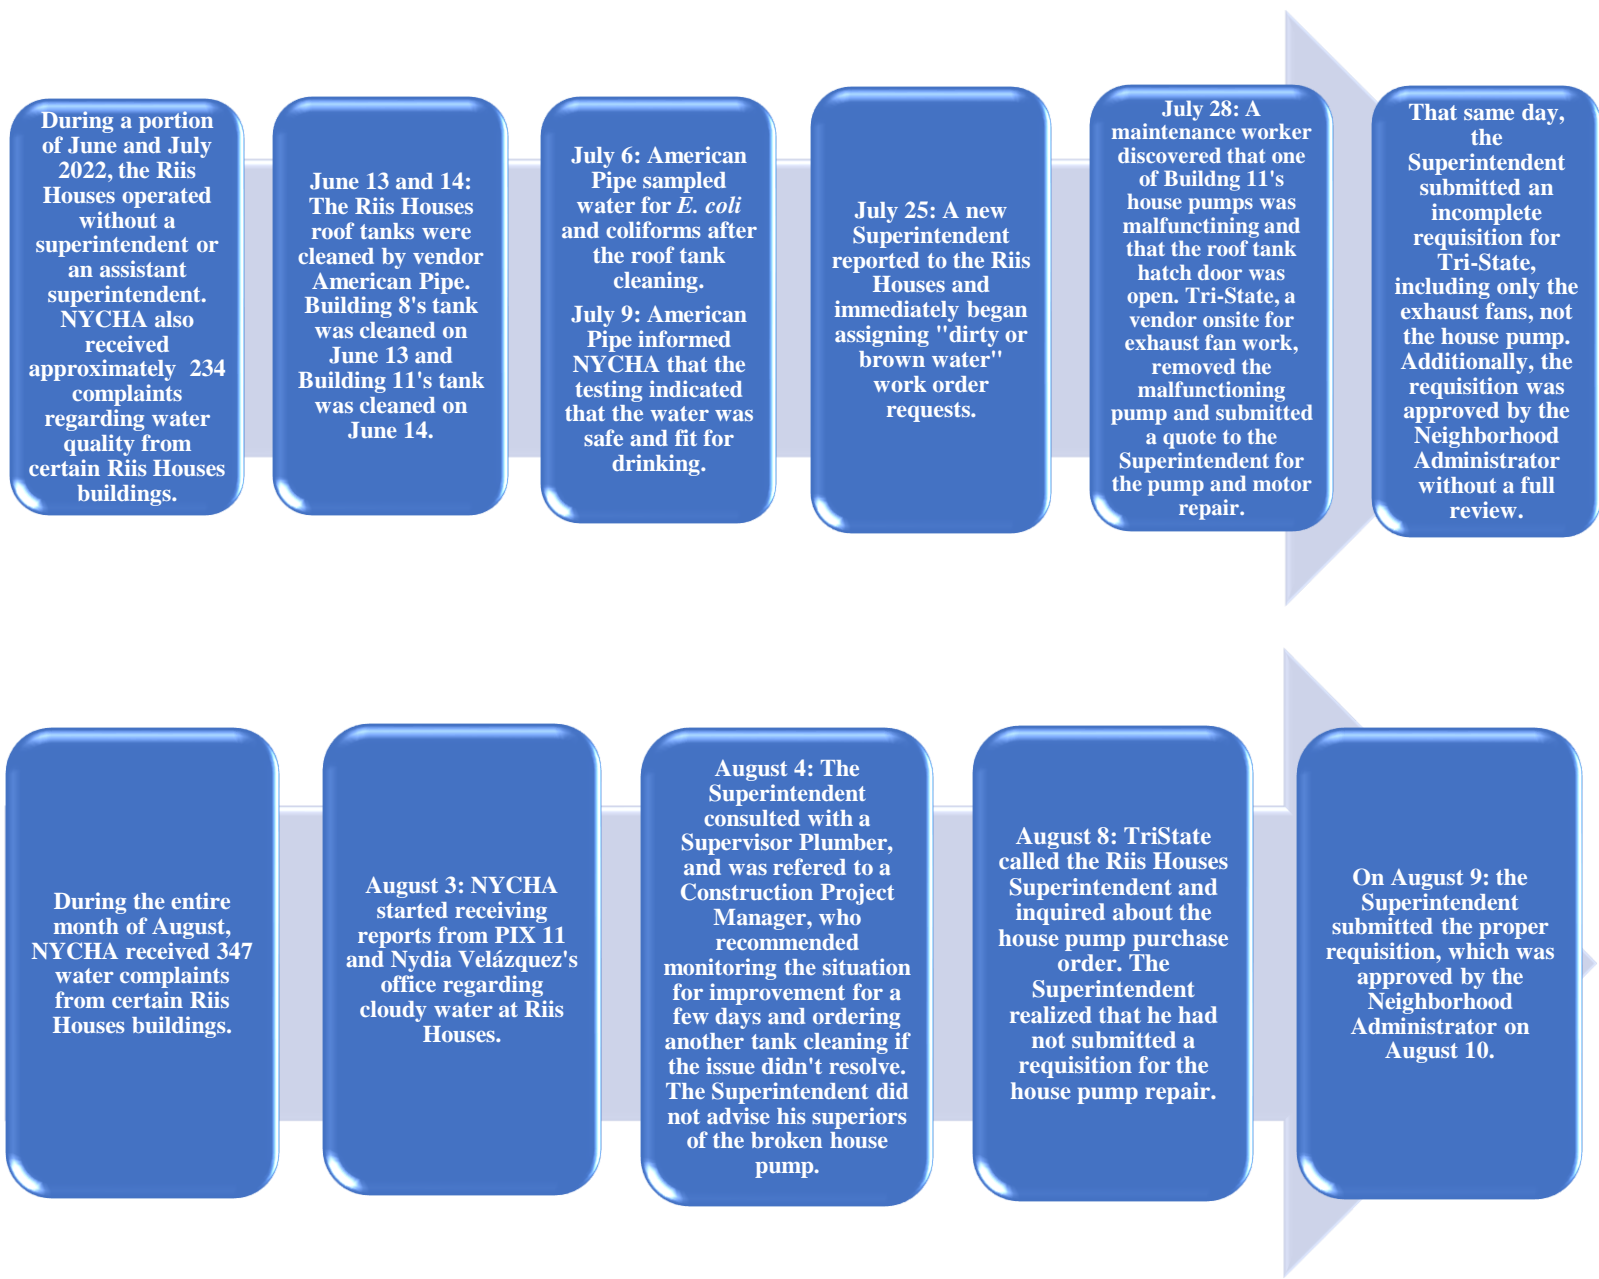 During a portion
of June and July
2022, the Riis
Houses operated
without a
superintendent or
an assistant
superintendent.
NYCHA also
received
approximately 234
complaints
regarding water
quality from
certain Riis Houses
buildings.
June 13 and 14:
The Riis Houses
roof tanks were
cleaned by vendor
American Pipe.
Building 8's tank
was cleaned on
June 13 and
Building 11's tank
was cleaned on
June 14.
July 6: American
Pipe sampled
water for E. coli
and coliforms after
the roof tank
cleaning.
July 9: American
Pipe informed
NYCHA that the
testing indicated
that the water was
safe and fit for
drinking.
July 25: A new
Superintendent
reported to the Riis
Houses and
immediately began
assigning "dirty or
brown water"
work order
requests.
July 28: A
maintenance worker
discovered that one
of Buildng 11's
house pumps was
malfunctining and
that the roof tank
hatch door was
open. Tri-State, a
vendor onsite for
exhaust fan work,
removed the
malfunctioning
pump and submitted
a quote to the
Superintendent for
the pump and motor
repair.
That same day,
the
Superintendent
submitted an
incomplete
requisition for
Tri-State,
including only the
exhaust fans, not
the house pump.
Additionally, the
requisition was
approved by the
Neighborhood
Administrator
without a full
review.
During the entire
month of August,
NYCHA received 347
water complaints
from certain Riis
Houses buildings.
August 3: NYCHA
started receiving
reports from PIX 11
and Nydia Velázquez's
office regarding
cloudy water at Riis
Houses.
August 4: The
Superintendent
consulted with a
Supervisor Plumber,
and was refered to a
Construction Project
Manager, who
recommended
monitoring the situation
for improvement for a
few days and ordering
another tank cleaning if
the issue didn't resolve.
The Superintendent did
not advise his superiors
of the broken house
pump.
August 8: TriState
called the Riis Houses
Superintendent and
inquired about the
house pump purchase
order. The
Superintendent
realized that he had
not submitted a
requisition for the
house pump repair.
On August 9: the
Superintendent
submitted the proper
requisition, which was
approved by the
Neighborhood
Administrator on
August 10.